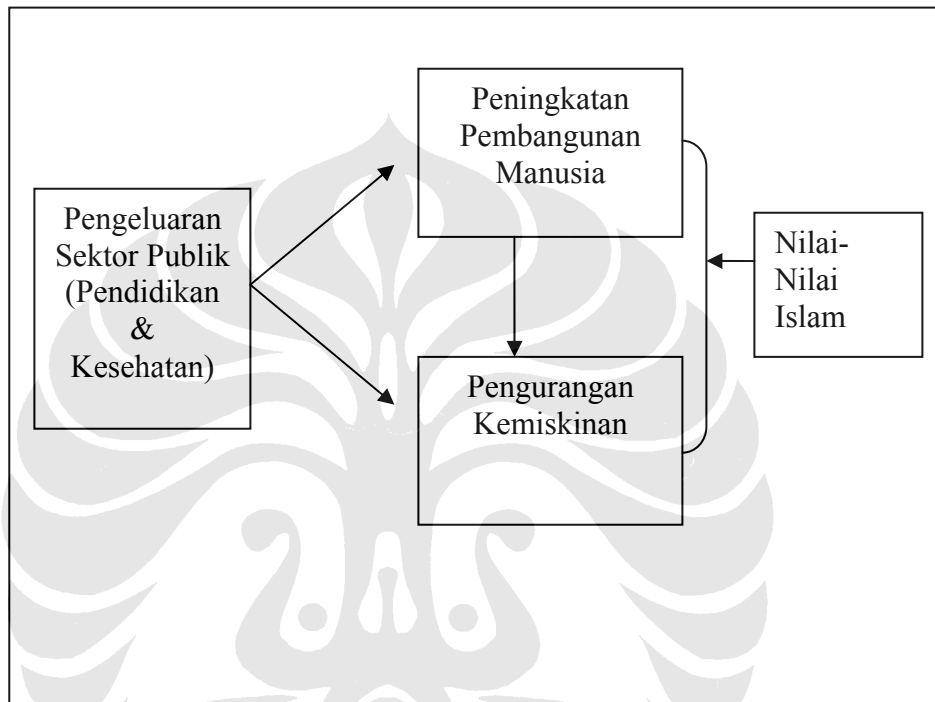 Peningkatan
Pembangunan
Manusia
Pengeluaran
Sektor Publik
(Pendidikan
&
Kesehatan)
Nilai-
Nilai
Islam
Pengurangan
Kemiskinan